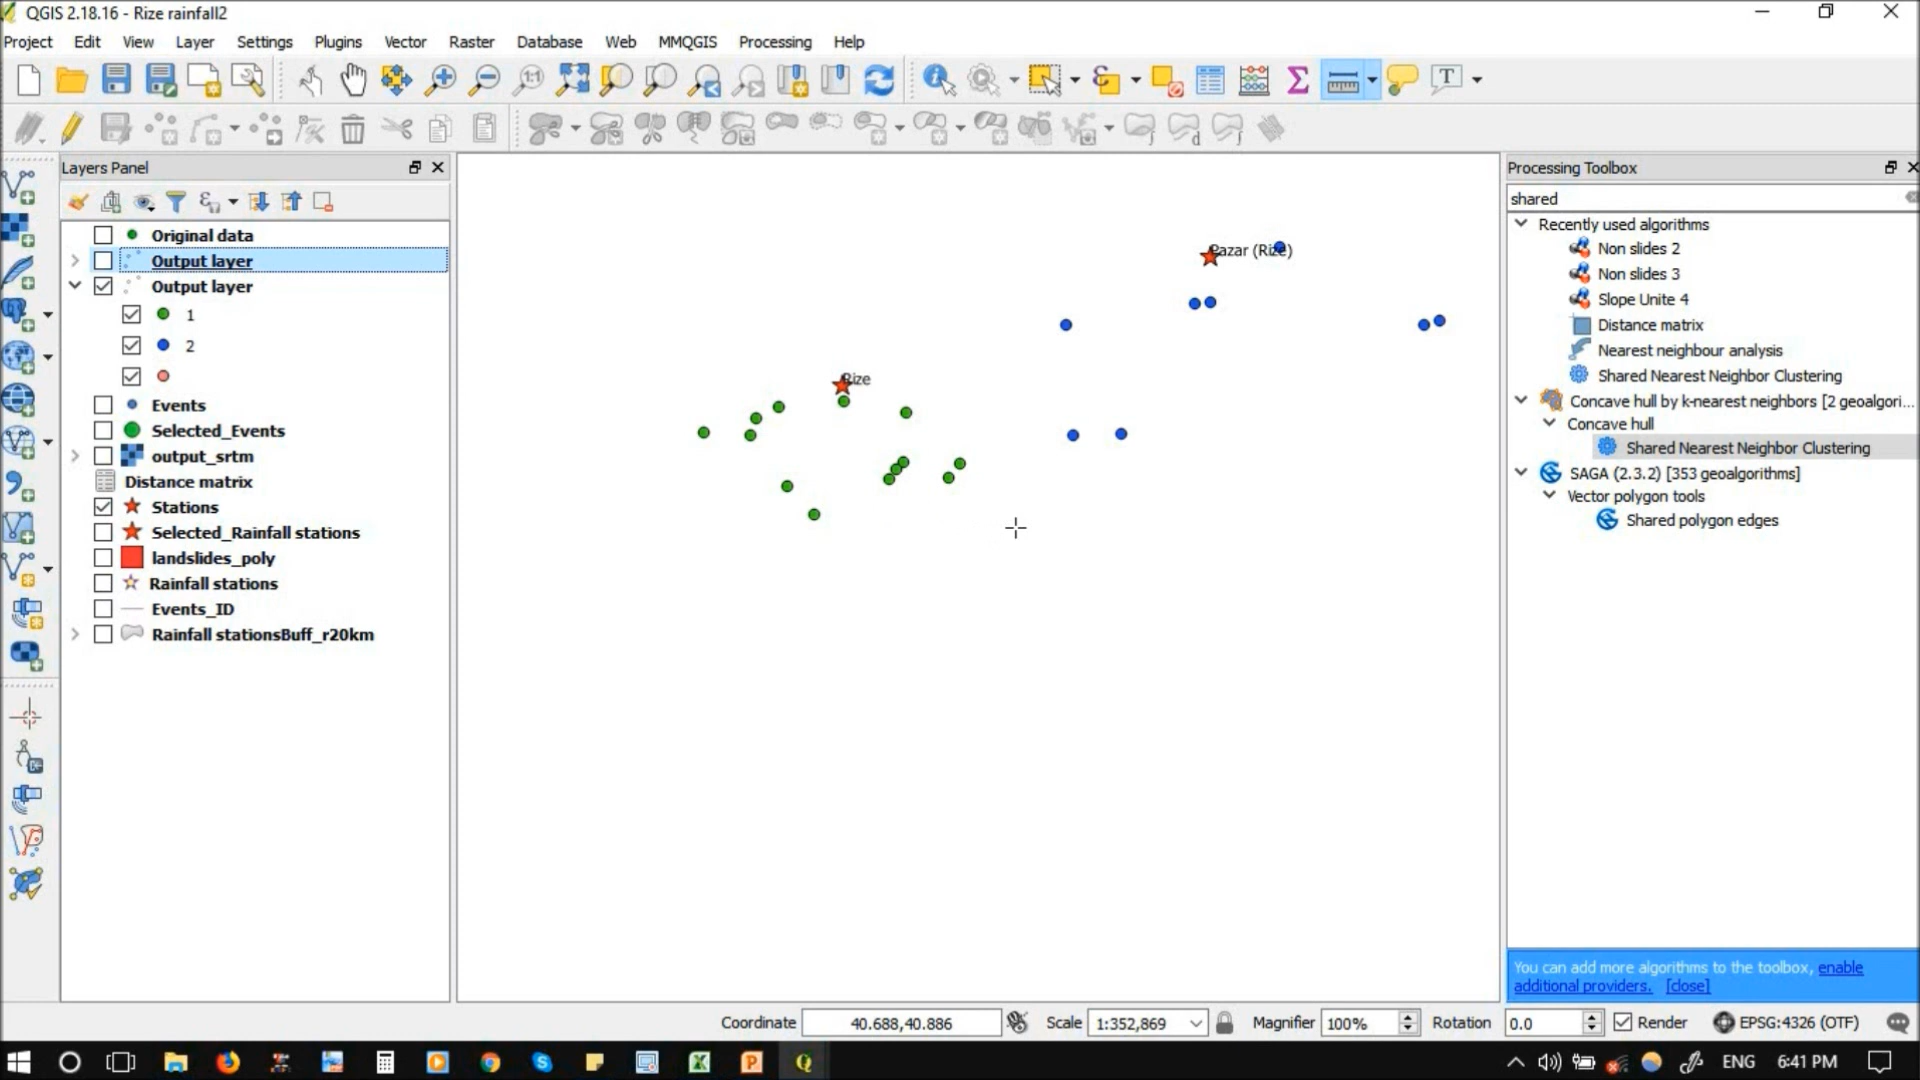 QGIS 2.18.16 - Rize rainfall2
Project Edit View Layer Settings Plugins Vector Raster Database Web MMQGIS Processing Help
Layers Panel
Original data
Output layer
Output layer
1
2
Events
Selected_Events
output_srtm
Distance matrix
Stations
Selected_Rainfall stations
landslides_poly
Rainfall stations
Events_ID
Rainfall stationsBuff_r20km
Pazar (Rize)
Rize
Processing Toolbox
shared
Recently used algorithms
Non slides 2
Non slides 3
Slope Unite 4
Distance matrix
Nearest neighbour analysis
Shared Nearest Neighbor Clustering
Concave hull by k-nearest neighbors [2 geoalgori...
Concave hull
Shared Nearest Neighbor Clustering
SAGA (2.3.2) [353 geoalgorithms]
Vector polygon tools
Shared polygon edges
You can add more algorithms to the toolbox, enable
additional providers. [close]
Coordinate 40.688,40.886 Scale 1:352,869 Magnifier 100% Rotation 0.0 Render EPSG:4326 (OTF)
ENG 6:41 PM